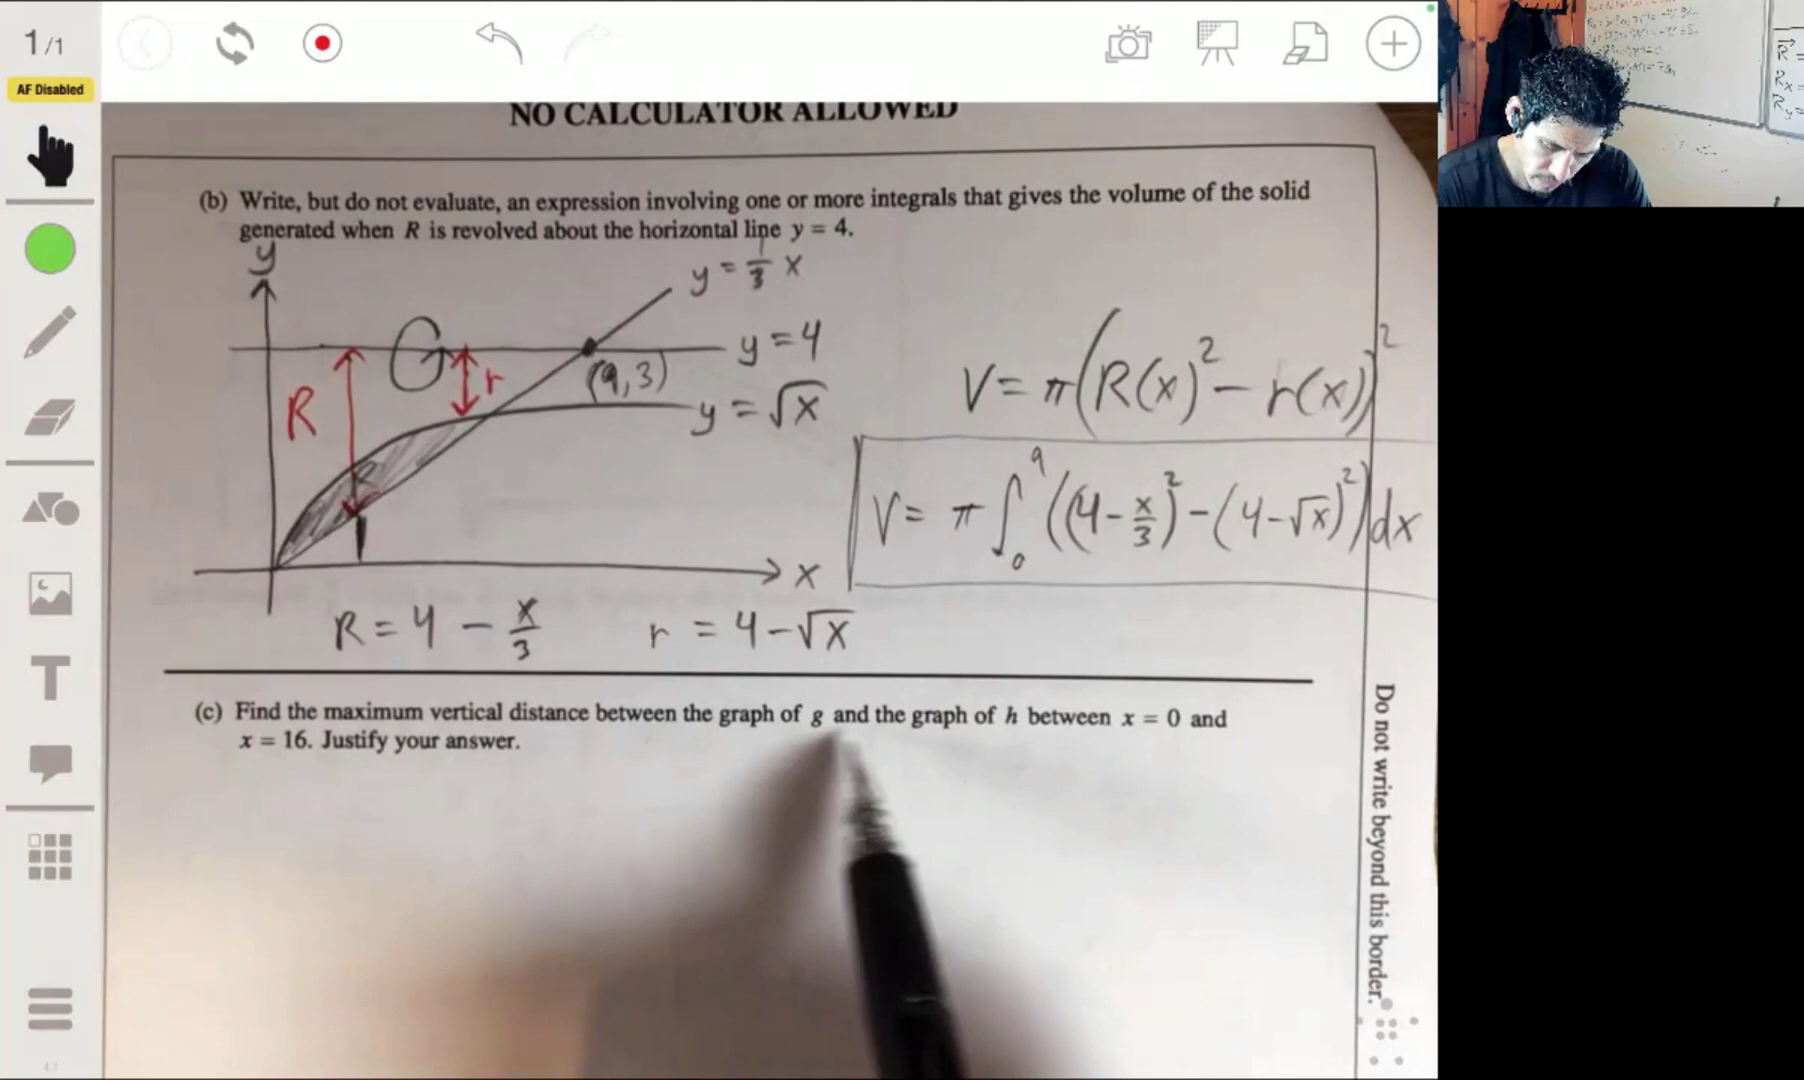 1/1
AF Disabled
NO CALCULATOR ALLOWED
(b) Write, but do not evaluate, an expression involving one or more integrals that gives the volume of the solid
generated when R is revolved about the horizontal line y = 4.
y
y = 1/3 x
y = 4
(9,3)
y = √x
R
r
R
x
R = 4 - x/3
r = 4 - √x
V = π(R(x)² - r(x))²
V = π∫₀⁹ ((4 - x/3)² - (4 - √x)²) dx
(c) Find the maximum vertical distance between the graph of g and the graph of h between x = 0 and
x = 16. Justify your answer.
Do not write beyond this border.
T
R =
Rx =